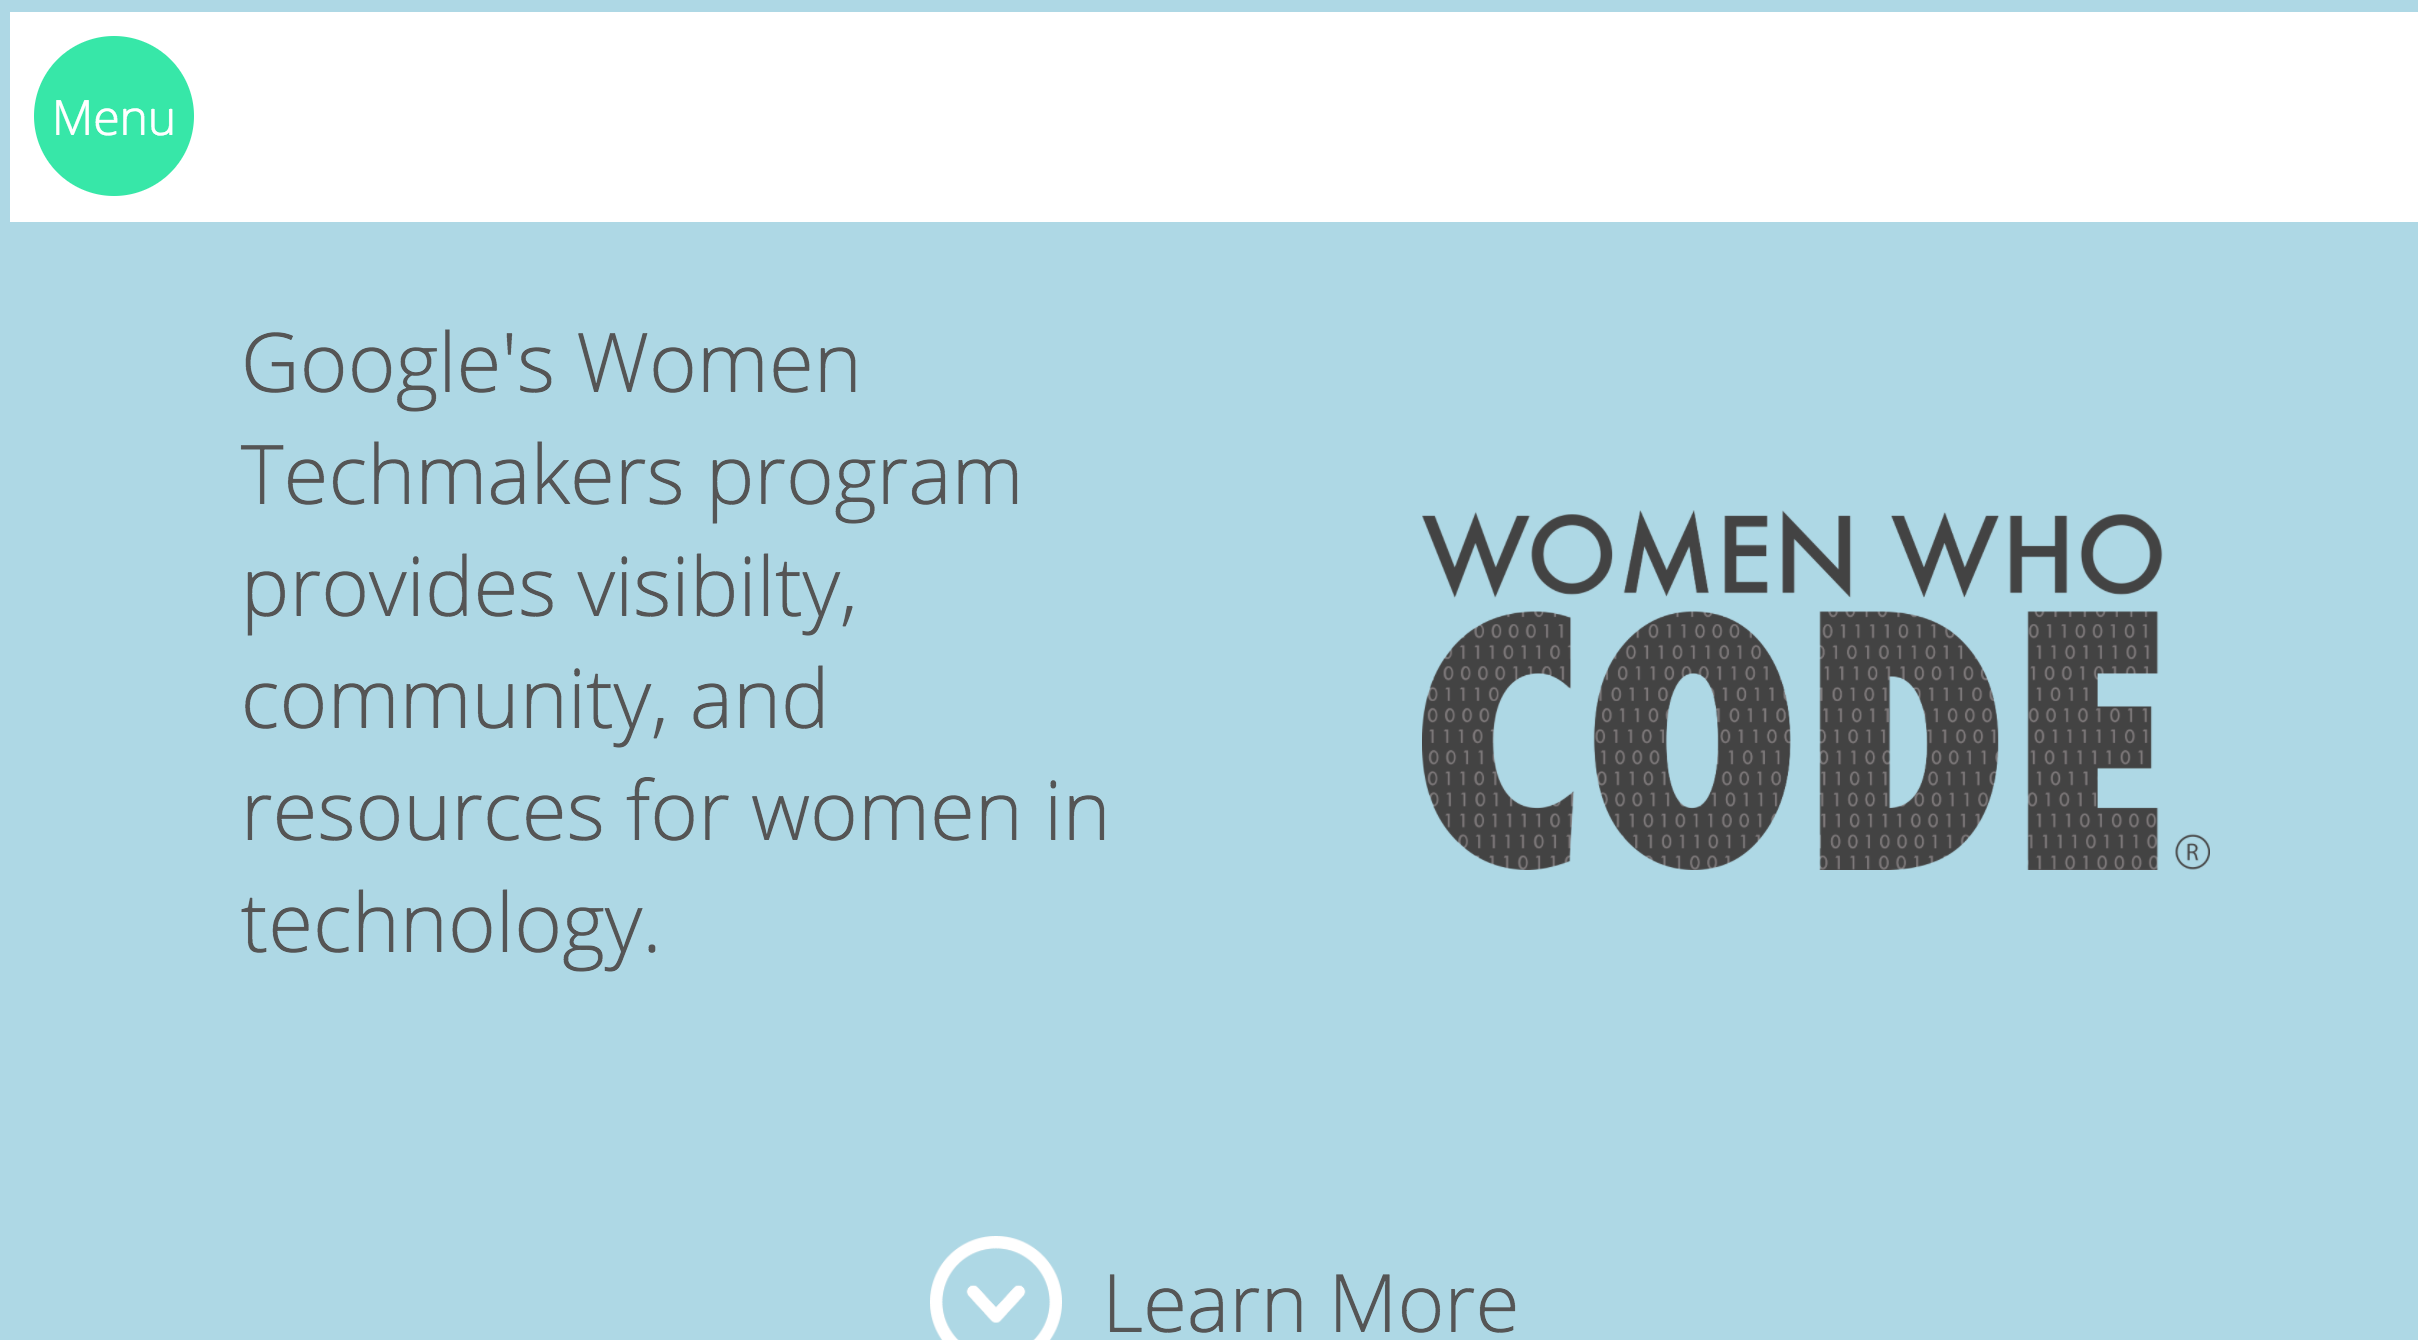 Menu
Google's Women
Techmakers program
provides visibilty,
community, and
resources for women in
technology.
WOMEN WHO
CODE®
Learn More